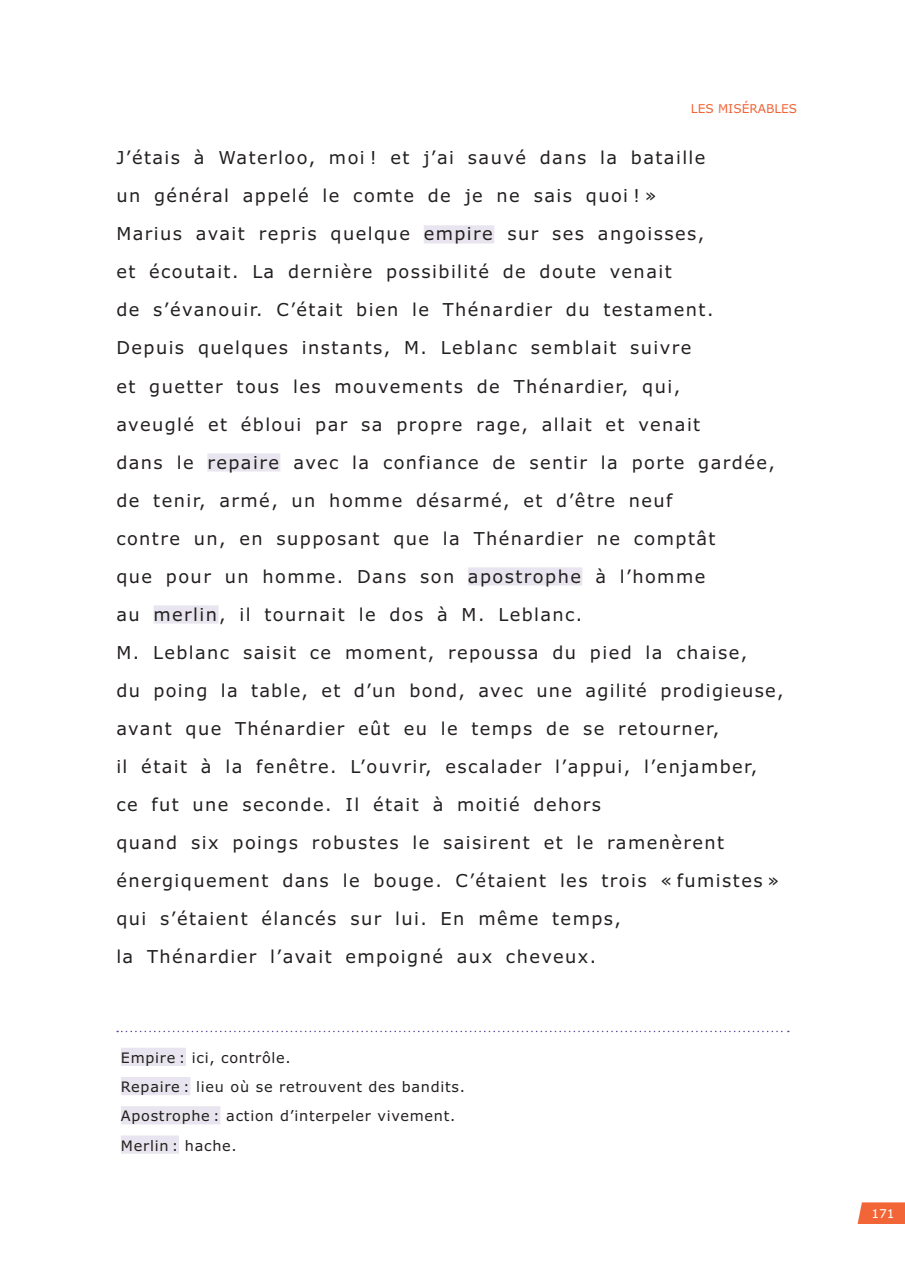 LES MISÉRABLES
J’étais à Waterloo, moi ! et j’ai sauvé dans la bataille
un général appelé le comte de je ne sais quoi ! »
Marius avait repris quelque empire sur ses angoisses,
et écoutait. La dernière possibilité de doute venait
de s’évanouir. C’était bien le Thénardier du testament.
Depuis quelques instants, M. Leblanc semblait suivre
et guetter tous les mouvements de Thénardier, qui,
aveuglé et ébloui par sa propre rage, allait et venait
dans le repaire avec la confiance de sentir la porte gardée,
de tenir, armé, un homme désarmé, et d’être neuf
contre un, en supposant que la Thénardier ne comptât
que pour un homme. Dans son apostrophe à l’homme
au merlin, il tournait le dos à M. Leblanc.
M. Leblanc saisit ce moment, repoussa du pied la chaise,
du poing la table, et d’un bond, avec une agilité prodigieuse,
avant que Thénardier eût eu le temps de se retourner,
il était à la fenêtre. L’ouvrir, escalader l’appui, l’enjamber,
ce fut une seconde. Il était à moitié dehors
quand six poings robustes le saisirent et le ramenèrent
énergiquement dans le bouge. C’étaient les trois « fumistes »
qui s’étaient élancés sur lui. En même temps,
la Thénardier l’avait empoigné aux cheveux.
Empire : ici, contrôle.
Repaire : lieu où se retrouvent des bandits.
Apostrophe : action d’interpeler vivement.
Merlin : hache.
171